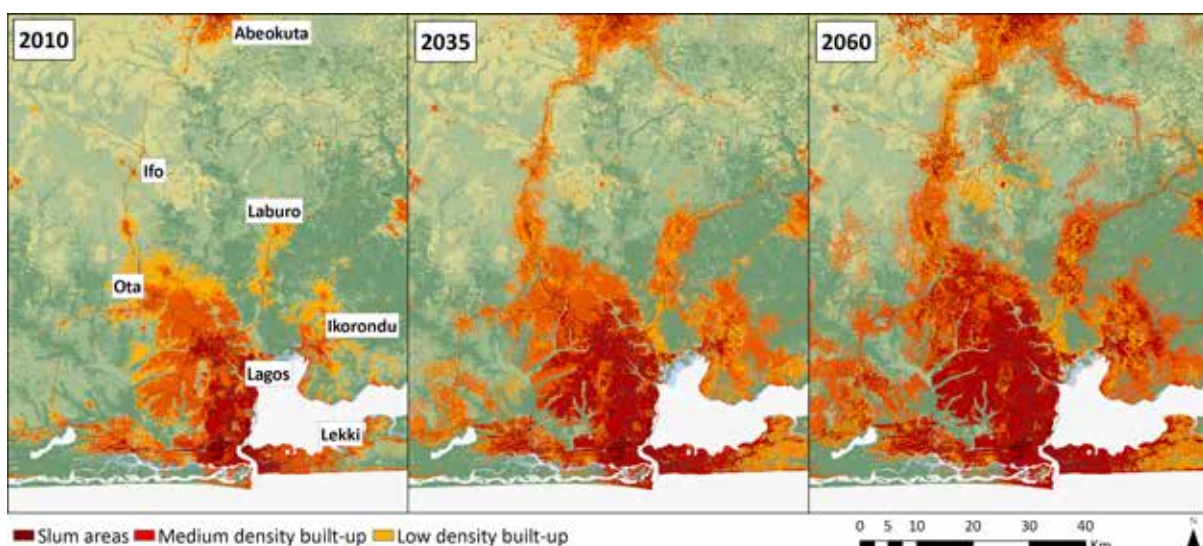 2010
Abeokuta
2035
2060
Ifo
Laburo
Ota
Ikorondu
Lagos
Lekki
Slum areas Medium density built-up Low density built-up
0 5 10 20 30 40
Km
N